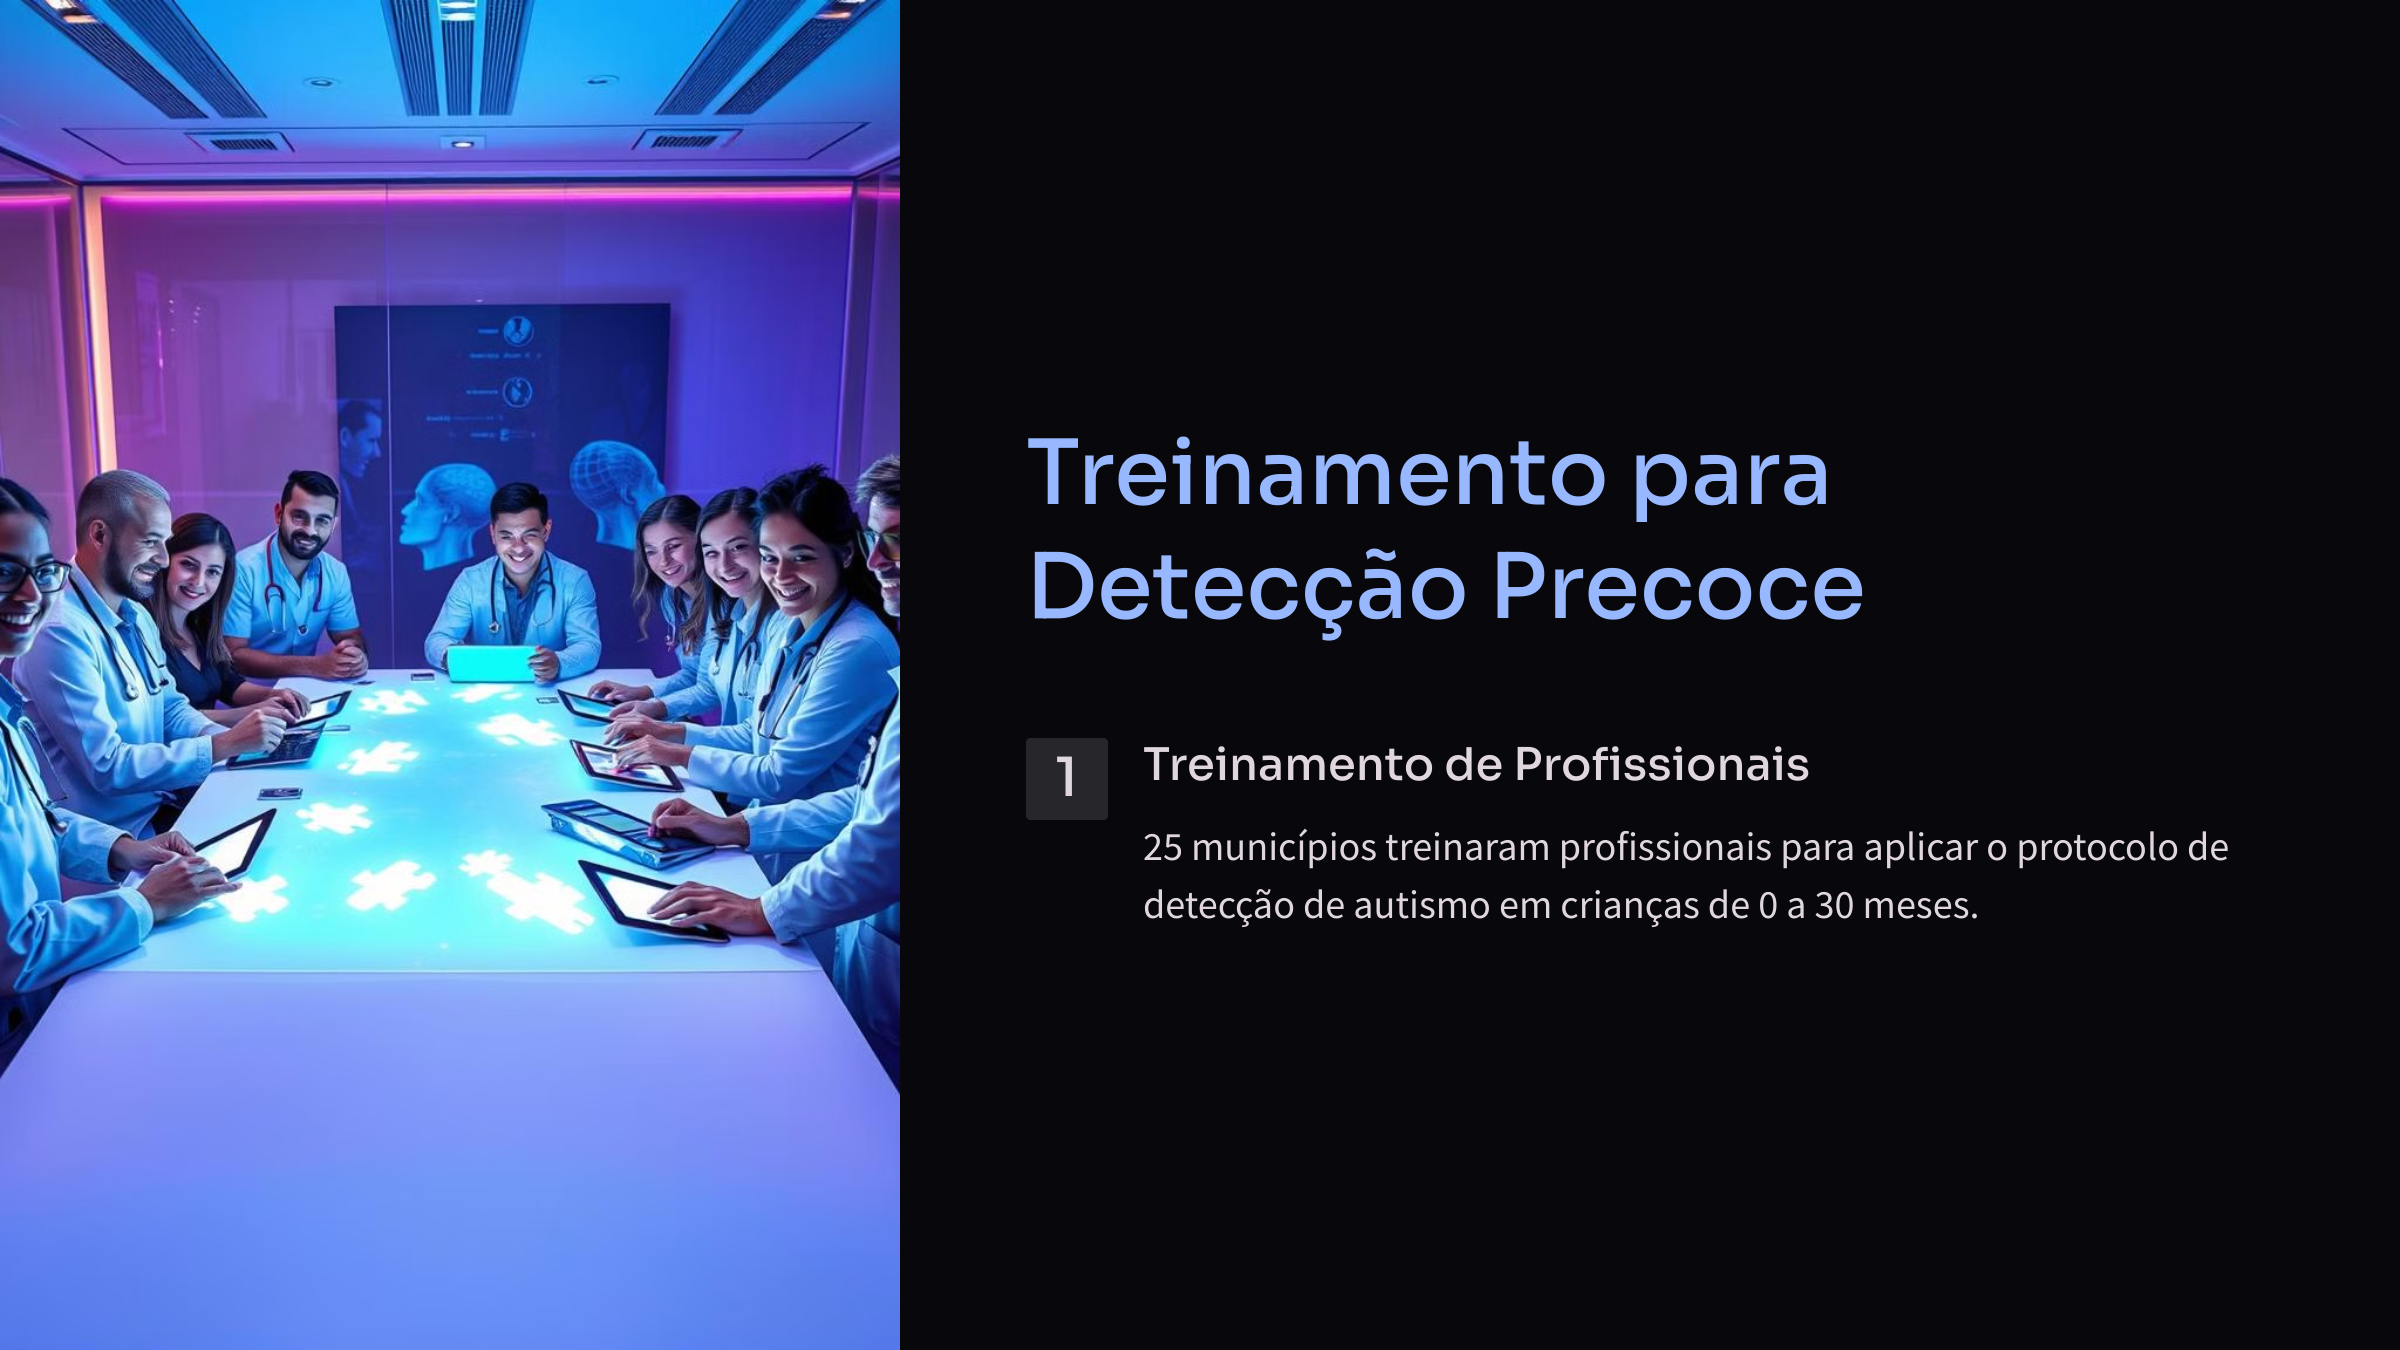 Treinamento para
Detecção Precoce
1
Treinamento de Profissionais
25 municípios treinaram profissionais para aplicar o protocolo de
detecção de autismo em crianças de 0 a 30 meses.